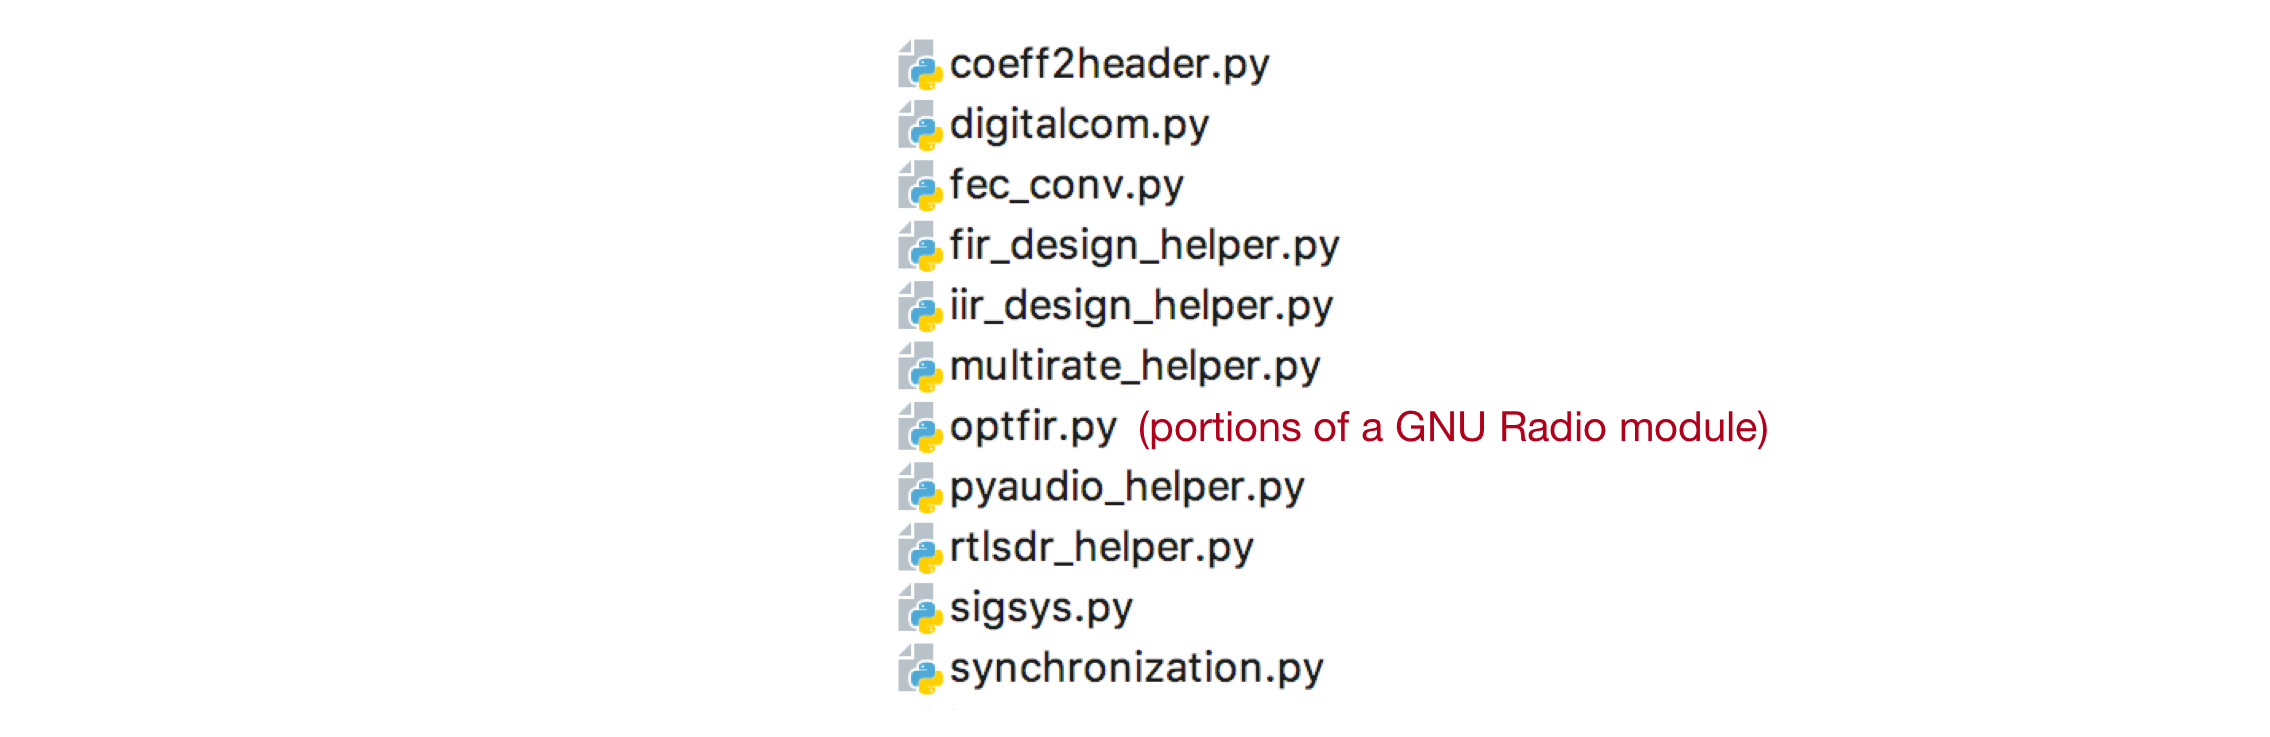 coeff2header.py
digitalcom.py
fec_conv.py
fir_design_helper.py
iir_design_helper.py
multirate_helper.py
optfir.py (portions of a GNU Radio module)
pyaudio_helper.py
rtlsdr_helper.py
sigsys.py
synchronization.py